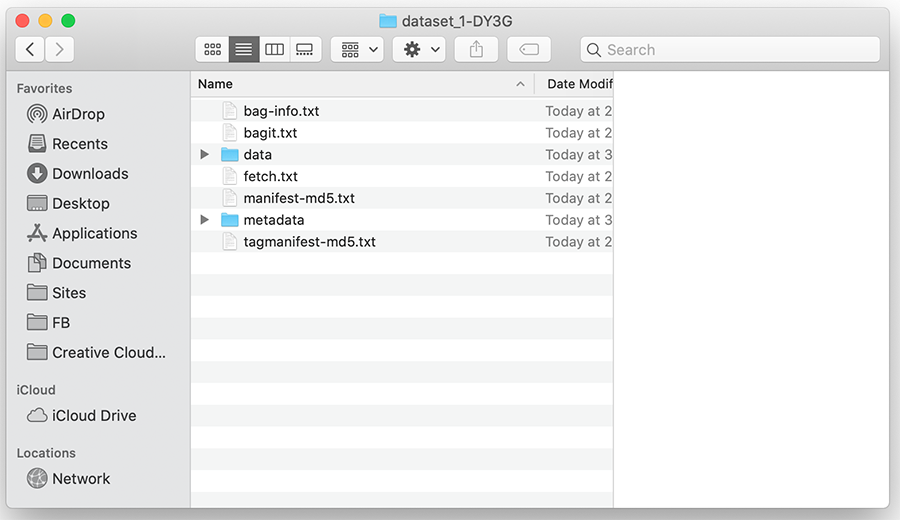 dataset_1-DY3G
Search
Favorites
AirDrop
Recents
Downloads
Desktop
Applications
Documents
Sites
FB
Creative Cloud...
iCloud
iCloud Drive
Locations
Network
Name Date Modif
bag-info.txt Today at 2
bagit.txt Today at 2
data Today at 3
fetch.txt Today at 2
manifest-md5.txt Today at 2
metadata Today at 3
tagmanifest-md5.txt Today at 2